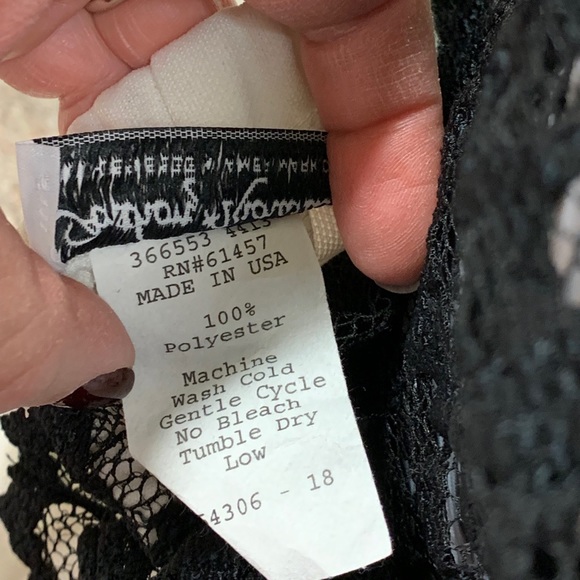 366553 4413
RN#61457
MADE IN USA
100%
Polyester
Machine
Wash Cold
Gentle Cycle
No Bleach
Tumble Dry
Low
4306 - 18